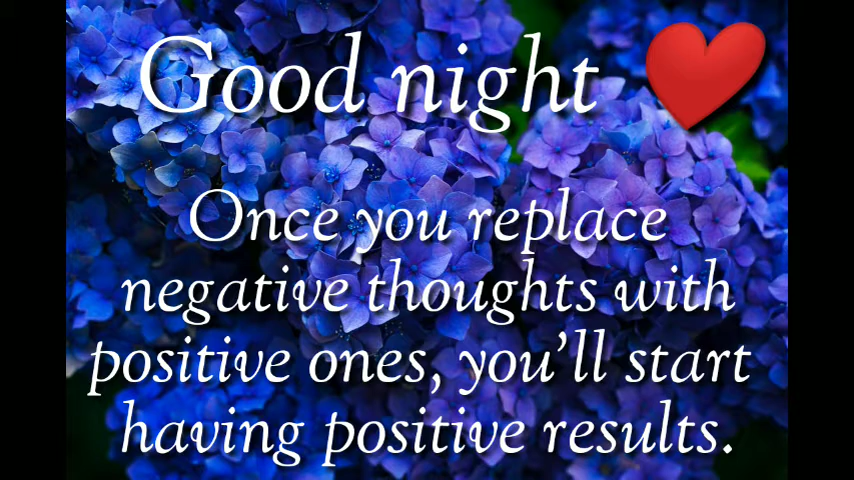 Good night ❤️
Once you replace
negative thoughts with
positive ones, you’ll start
having positive results.